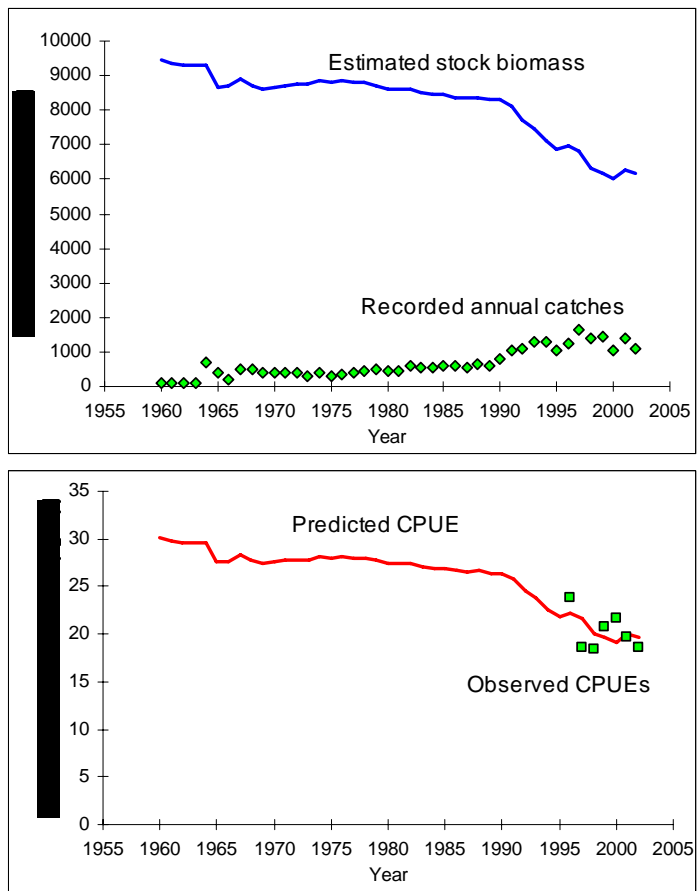 10000
9000
8000
7000
6000
5000
4000
3000
2000
1000
0
Estimated stock biomass
Recorded annual catches
1955 1960 1965 1970 1975 1980 1985 1990 1995 2000 2005
Year
35
30
25
20
15
10
5
0
Predicted CPUE
Observed CPUEs
1955 1960 1965 1970 1975 1980 1985 1990 1995 2000 2005
Year